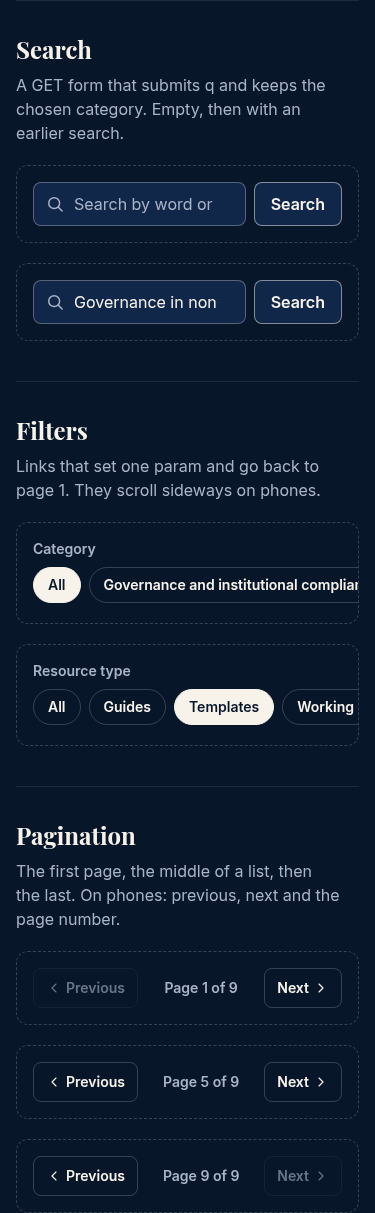 Search
A GET form that submits q and keeps the
chosen category. Empty, then with an
earlier search.
Search by word or
Search
Governance in non
Search
Filters
Links that set one param and go back to
page 1. They scroll sideways on phones.
Category
All
Governance and institutional complian
Resource type
All
Guides
Templates
Working
Pagination
The first page, the middle of a list, then
the last. On phones: previous, next and the
page number.
Previous
Page 1 of 9
Next
Previous
Page 5 of 9
Next
Previous
Page 9 of 9
Next